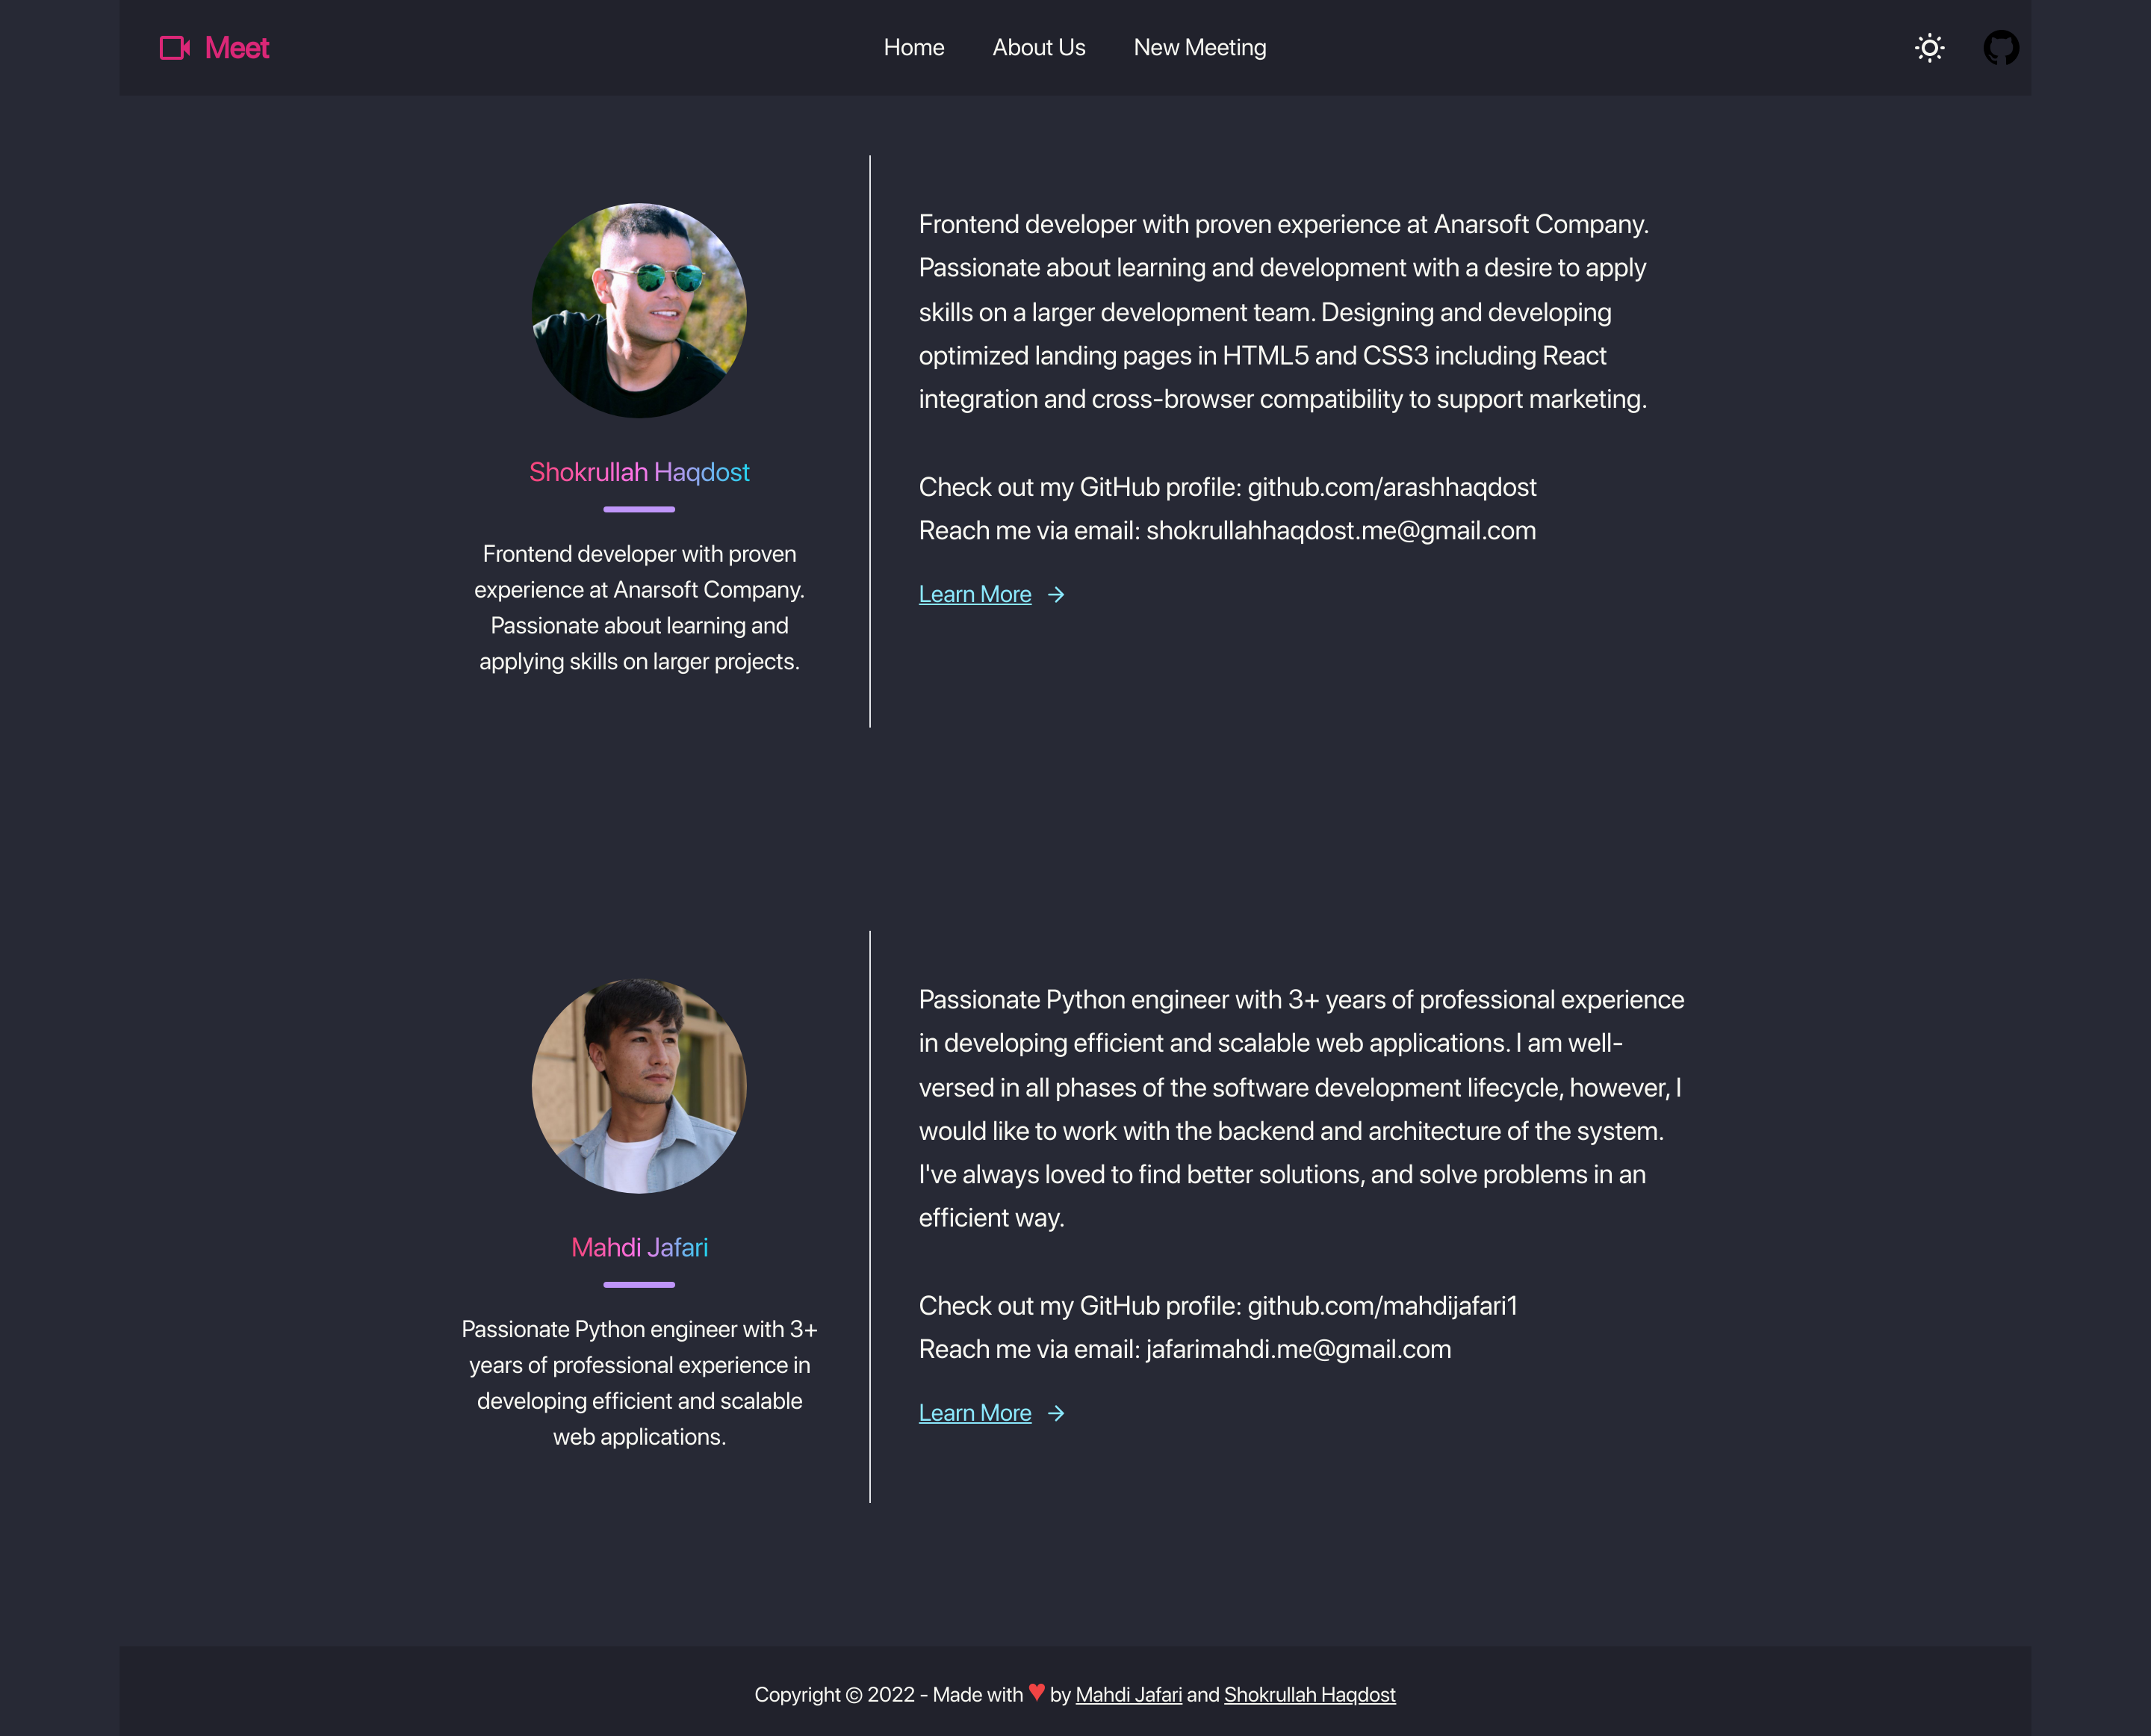 Meet
Home
About Us
New Meeting
Shokrullah Haqdost
Frontend developer with proven
experience at Anarsoft Company.
Passionate about learning and
applying skills on larger projects.
Frontend developer with proven experience at Anarsoft Company.
Passionate about learning and development with a desire to apply
skills on a larger development team. Designing and developing
optimized landing pages in HTML5 and CSS3 including React
integration and cross-browser compatibility to support marketing.
Check out my GitHub profile: github.com/arashhaqdost
Reach me via email: shokrullahhaqdost.me@gmail.com
Learn More →
Mahdi Jafari
Passionate Python engineer with 3+
years of professional experience in
developing efficient and scalable
web applications.
Passionate Python engineer with 3+ years of professional experience
in developing efficient and scalable web applications. I am well-
versed in all phases of the software development lifecycle, however, I
would like to work with the backend and architecture of the system.
I've always loved to find better solutions, and solve problems in an
efficient way.
Check out my GitHub profile: github.com/mahdijafari1
Reach me via email: jafarimahdi.me@gmail.com
Learn More →
Copyright © 2022 - Made with ♥ by Mahdi Jafari and Shokrullah Haqdost